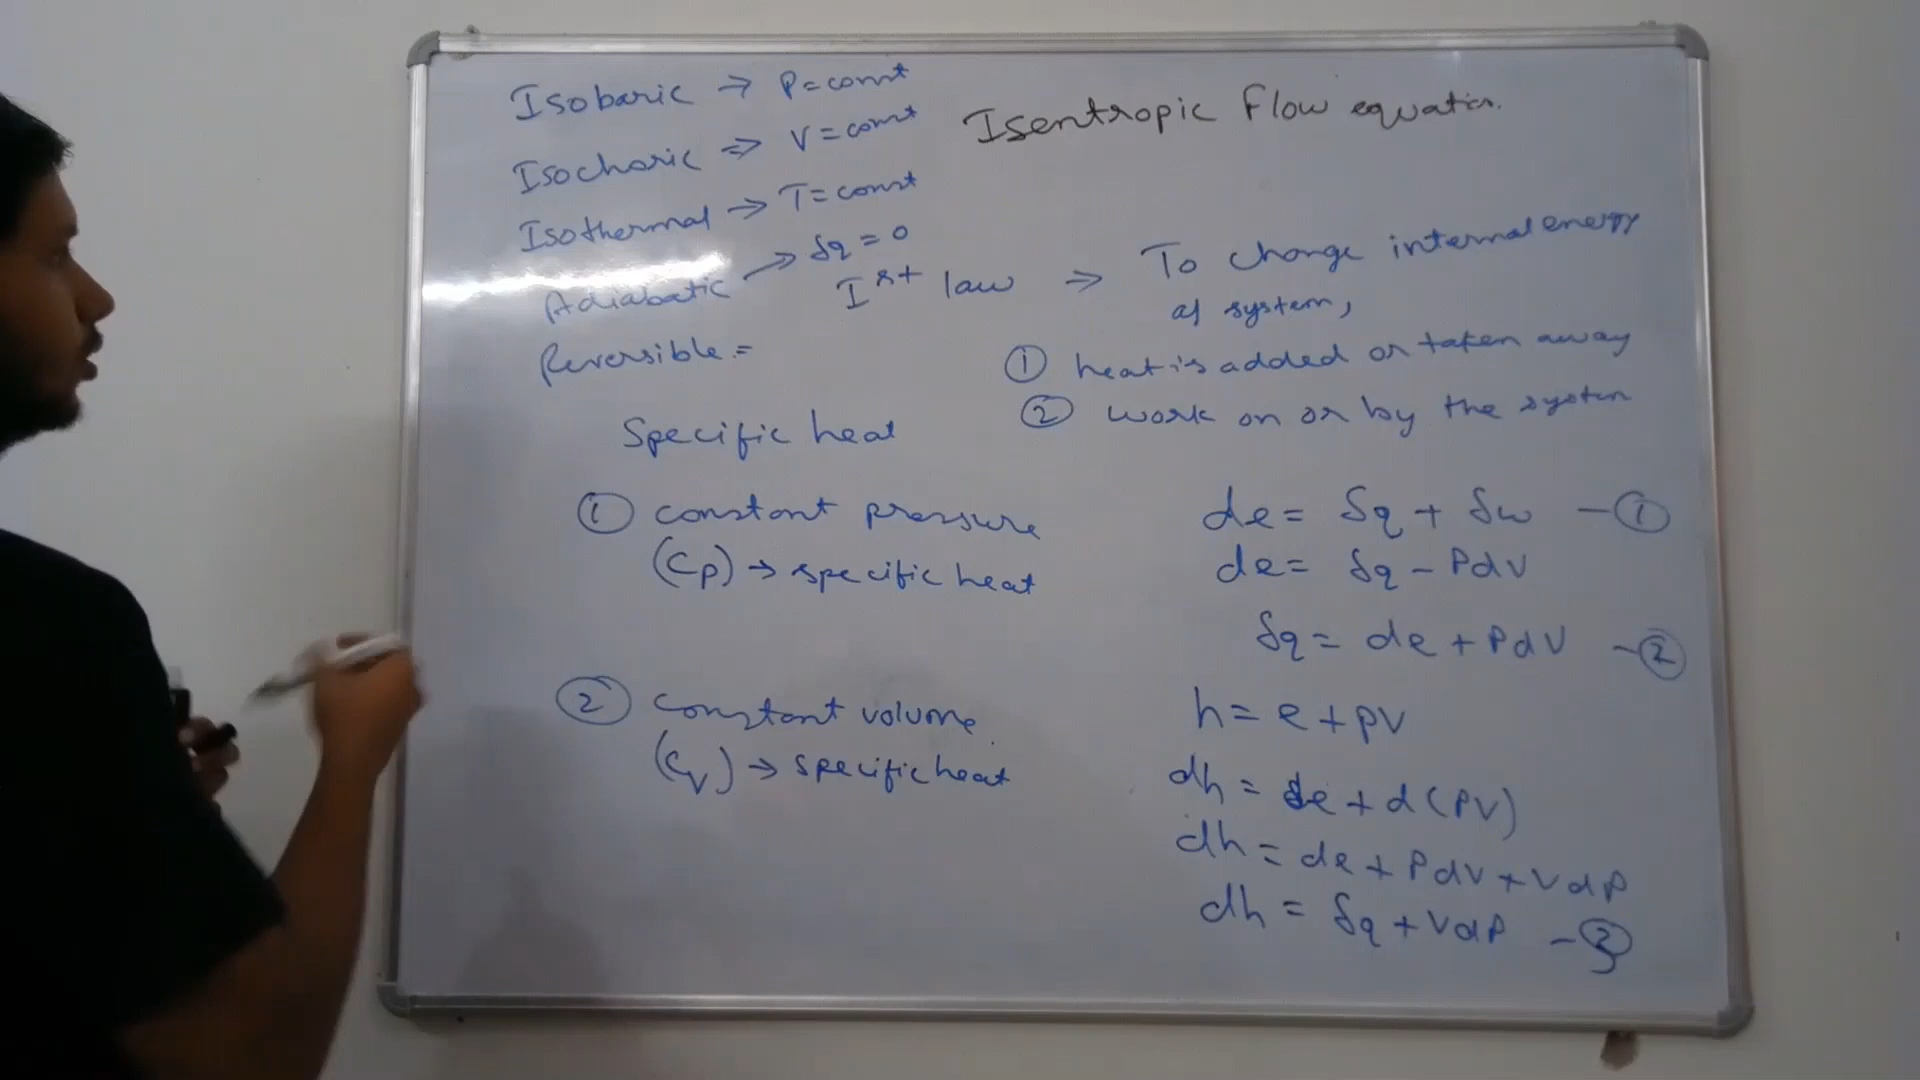 Isobaric → P = const
Isochoric ⇒ V = const
Isothermal → T = const
Adiabatic → δq = 0
Reversible =
Isentropic Flow equation.
Ist law ⇒ To change internal energy
of system,
① heat is added or taken away
② work on or by the system
Specific heat
① constant pressure
(Cp) → specific heat
② constant volume
(Cv) → specific heat
de = δq + δw — ①
de = δq - PdV
δq = de + PdV — ②
h = e + PV
dh = de + d(PV)
dh = de + PdV + VdP
dh = δq + VdP — ③